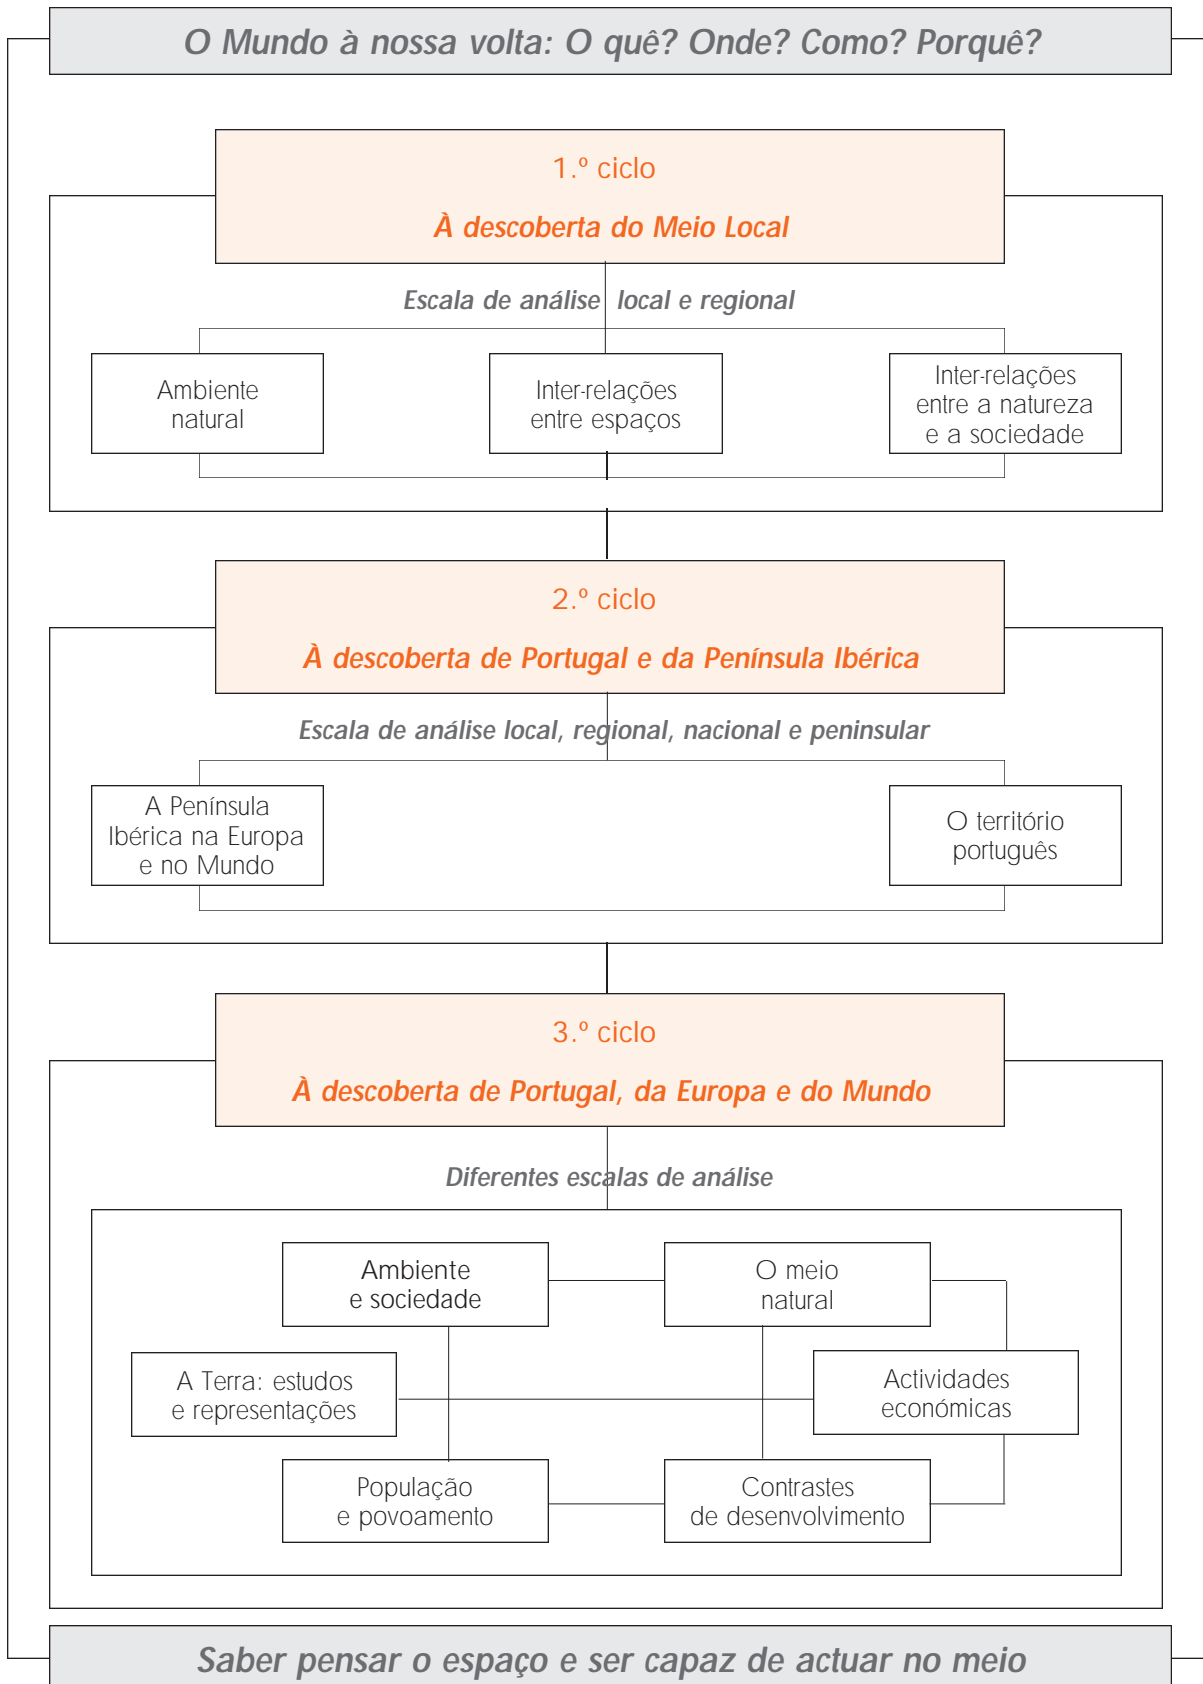 O Mundo à nossa volta: O quê? Onde? Como? Porquê?
1.º ciclo
À descoberta do Meio Local
Escala de análise local e regional
Ambiente
natural
Inter-relações
entre espaços
Inter-relações
entre a natureza
e a sociedade
2.º ciclo
À descoberta de Portugal e da Península Ibérica
Escala de análise local, regional, nacional e peninsular
A Península
Ibérica na Europa
e no Mundo
O território
português
3.º ciclo
À descoberta de Portugal, da Europa e do Mundo
Diferentes escalas de análise
Ambiente
e sociedade
O meio
natural
A Terra: estudos
e representações
Actividades
económicas
População
e povoamento
Contrastes
de desenvolvimento
Saber pensar o espaço e ser capaz de actuar no meio